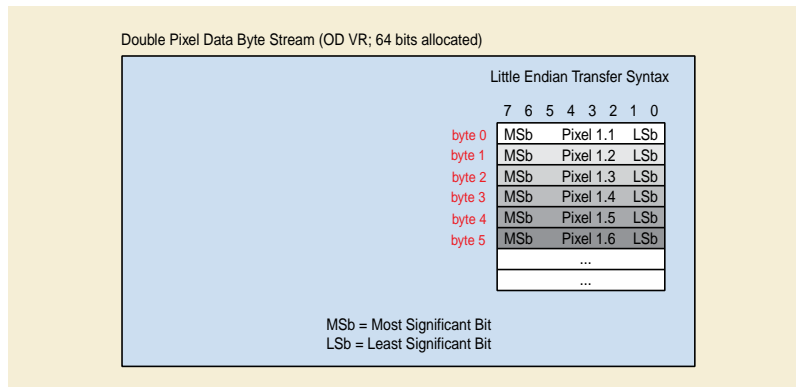 Double Pixel Data Byte Stream (OD VR; 64 bits allocated)
Little Endian Transfer Syntax
7 6 5 4 3 2 1 0
byte 0 MSb Pixel 1.1 LSb
byte 1 MSb Pixel 1.2 LSb
byte 2 MSb Pixel 1.3 LSb
byte 3 MSb Pixel 1.4 LSb
byte 4 MSb Pixel 1.5 LSb
byte 5 MSb Pixel 1.6 LSb
...
...
MSb = Most Significant Bit
LSb = Least Significant Bit